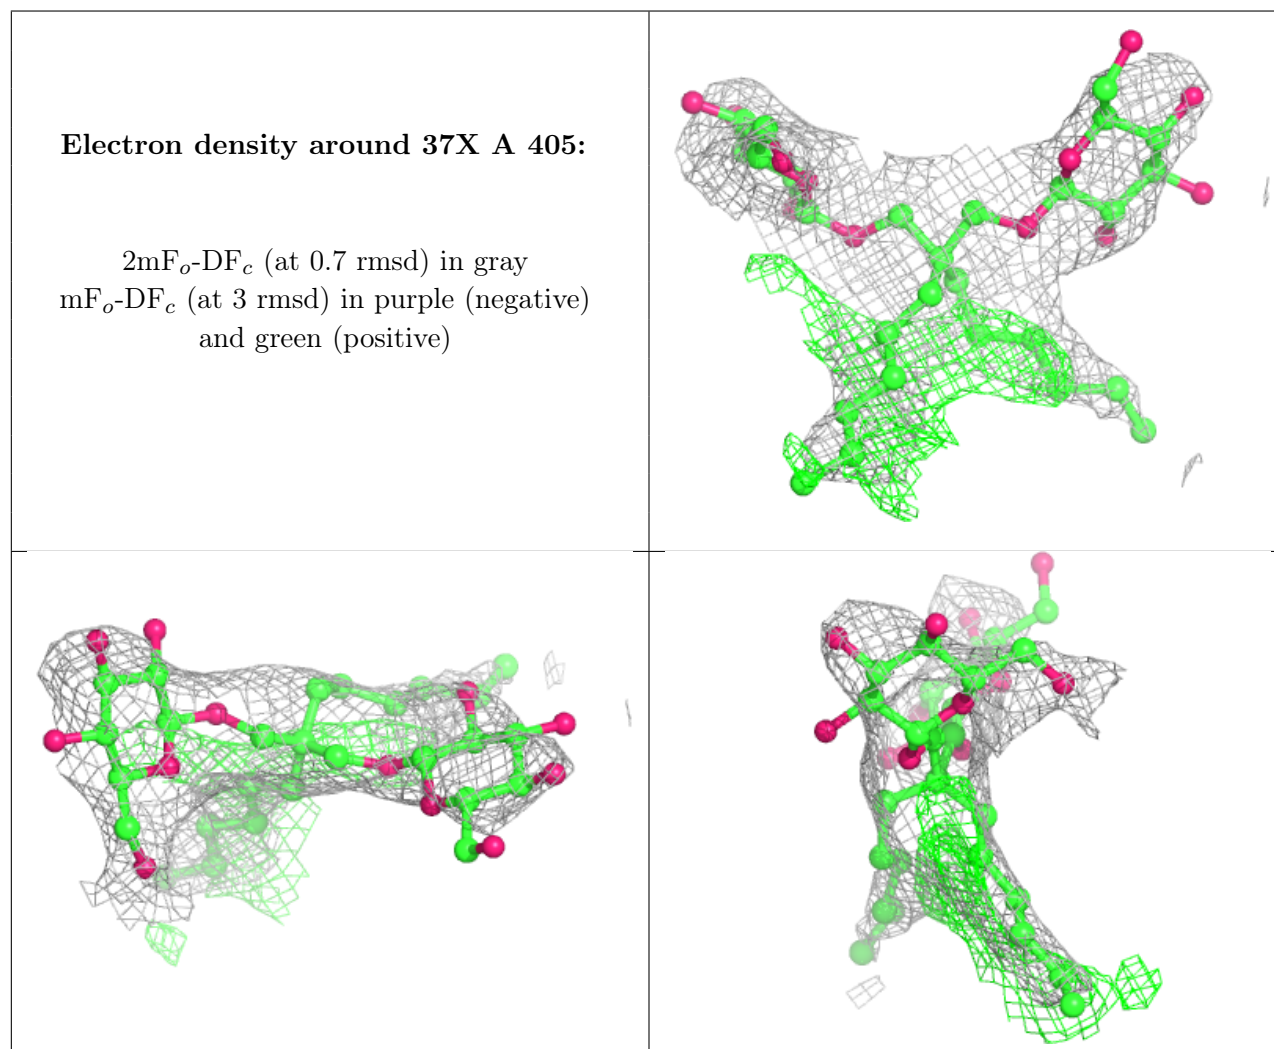 Electron density around 37X A 405:
2mFₒ-DF𝒸 (at 0.7 rmsd) in gray
mFₒ-DF𝒸 (at 3 rmsd) in purple (negative)
and green (positive)